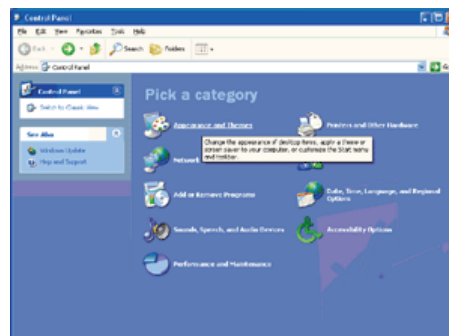 Control Panel
File Edit View Favorites Tools Help
Back Search Folders
Address Control Panel Go
Control Panel
Switch to Classic View
See Also
Windows Update
Help and Support
Pick a category
Appearance and Themes
Printers and Other Hardware
Change the appearance of desktop items, apply a theme or
screen saver to your computer, or customize the Start menu
and taskbar.
Network
Add or Remove Programs
Date, Time, Language, and Regional
Options
Sounds, Speech, and Audio Devices
Accessibility Options
Performance and Maintenance